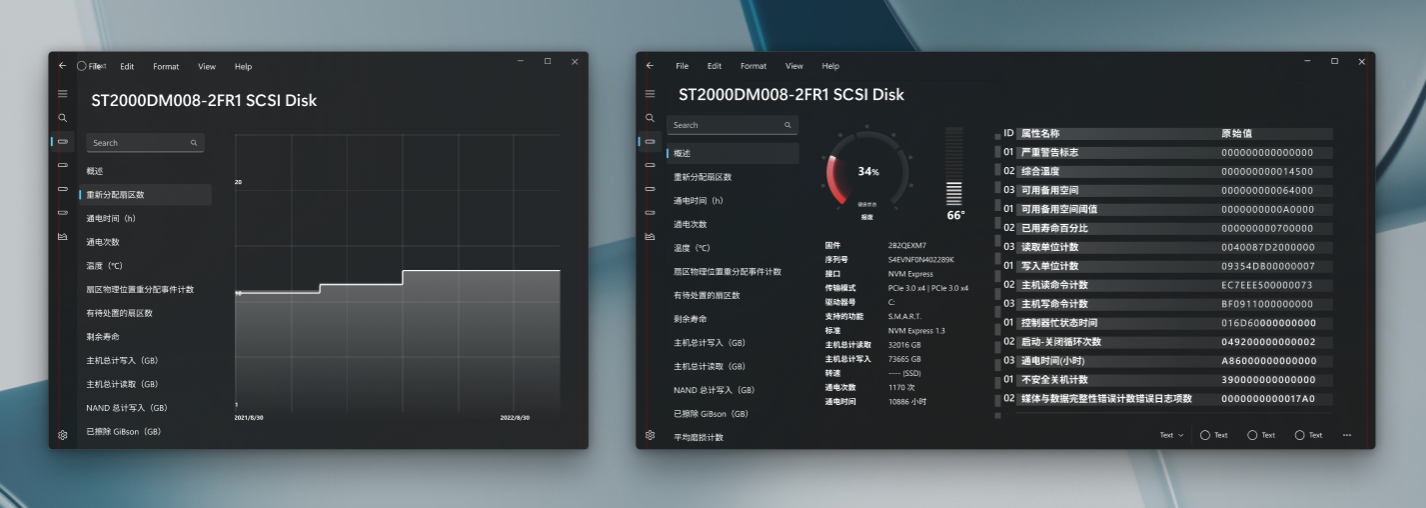 File Edit Format View Help
ST2000DM008-2FR1 SCSI Disk
Search
概述
重新分配扇区数
通电时间（h）
通电次数
温度（℃）
扇区物理位置重分配事件计数
有待处置的扇区数
剩余寿命
主机总计写入（GB）
主机总计读取（GB）
NAND 总计写入（GB）
已擦除 GiBson（GB）
20
10
1
2021/8/30
2022/8/30
File Edit Format View Help
ST2000DM008-2FR1 SCSI Disk
Search
概述
重新分配扇区数
通电时间（h）
通电次数
温度（℃）
扇区物理位置重分配事件计数
有待处置的扇区数
剩余寿命
主机总计写入（GB）
主机总计读取（GB）
NAND 总计写入（GB）
已擦除 GiBson（GB）
平均磨损计数
34%
健康状态
66°
固件 2B2QEXM7
序列号 S4EVNF0N402289K
接口 NVM Express
传输模式 PCIe 3.0 x4 | PCIe 3.0 x4
驱动器号 C:
支持的功能 S.M.A.R.T.
标准 NVM Express 1.3
主机总计读取 32016 GB
主机总计写入 73665 GB
转速 ---- (SSD)
通电次数 1170 次
通电时间 10886 小时
ID 属性名称 原始值
01 严重警告标志 000000000000000
02 综合温度 000000000014500
03 可用备用空间 000000000064000
01 可用备用空间阈值 0000000000A0000
02 已用寿命百分比 000000000700000
03 读取单位计数 0040087D2000000
01 写入单位计数 09354DB00000007
02 主机读命令计数 EC7EEE500000073
03 主机写命令计数 BF0911000000000
01 控制器忙状态时间 016D60000000000
02 启动-关闭循环次数 049200000000002
03 通电时间(小时) A86000000000000
01 不安全关机计数 390000000000000
02 媒体与数据完整性错误计数错误日志项数 0000000000017A0
Text Text Text Text